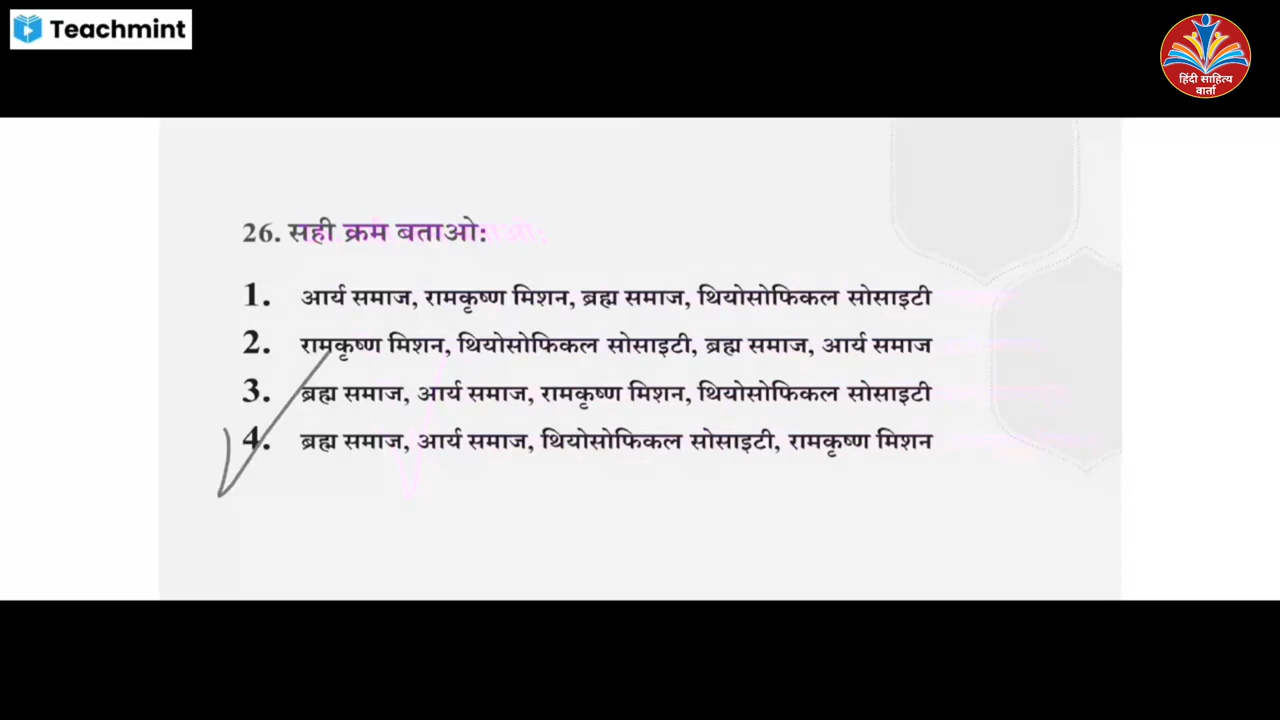 Teachmint
हिंदी साहित्य
वार्ता
26. सही क्रम बताओ:
1. आर्य समाज, रामकृष्ण मिशन, ब्रह्म समाज, थियोसोफिकल सोसाइटी
2. रामकृष्ण मिशन, थियोसोफिकल सोसाइटी, ब्रह्म समाज, आर्य समाज
3. ब्रह्म समाज, आर्य समाज, रामकृष्ण मिशन, थियोसोफिकल सोसाइटी
4. ब्रह्म समाज, आर्य समाज, थियोसोफिकल सोसाइटी, रामकृष्ण मिशन